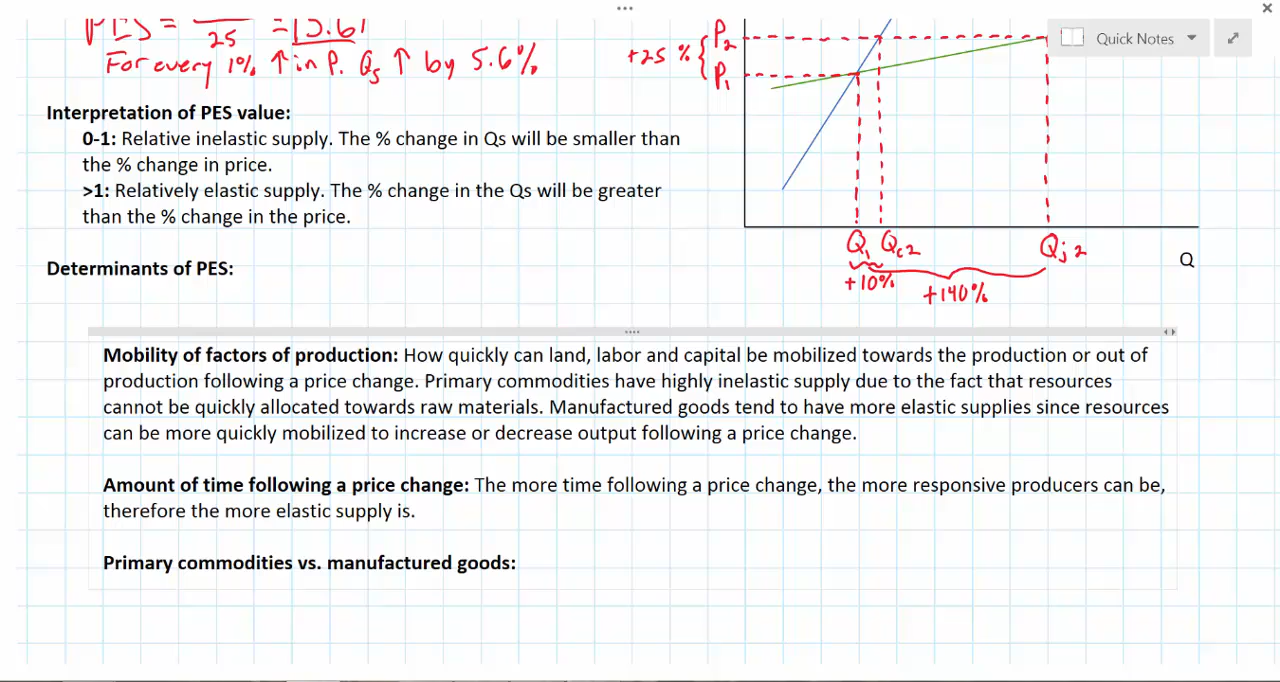 PES = 25 = 5.6
For every 1% ↑ in P. Qs ↑ by 5.6%
+25 % { P2
P1
Quick Notes
Interpretation of PES value:
0-1: Relative inelastic supply. The % change in Qs will be smaller than
the % change in price.
>1: Relatively elastic supply. The % change in the Qs will be greater
than the % change in the price.
Q1 Qc2 Qj2
Q
+10%
+140%
Determinants of PES:
Mobility of factors of production: How quickly can land, labor and capital be mobilized towards the production or out of
production following a price change. Primary commodities have highly inelastic supply due to the fact that resources
cannot be quickly allocated towards raw materials. Manufactured goods tend to have more elastic supplies since resources
can be more quickly mobilized to increase or decrease output following a price change.
Amount of time following a price change: The more time following a price change, the more responsive producers can be,
therefore the more elastic supply is.
Primary commodities vs. manufactured goods: